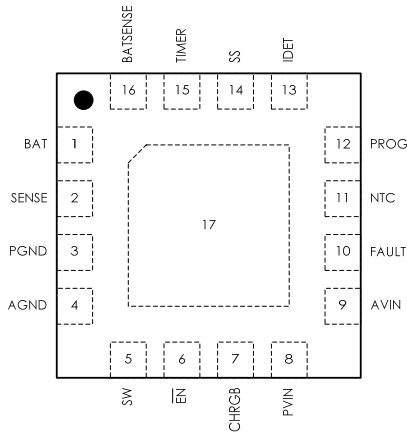 BATSENSE TIMER SS IDET
16 15 14 13
BAT 1 12 PROG
SENSE 2 11 NTC
17
PGND 3 10 FAULT
AGND 4 9 AVIN
5 6 7 8
SW E̅N̅ CHRGB PVIN